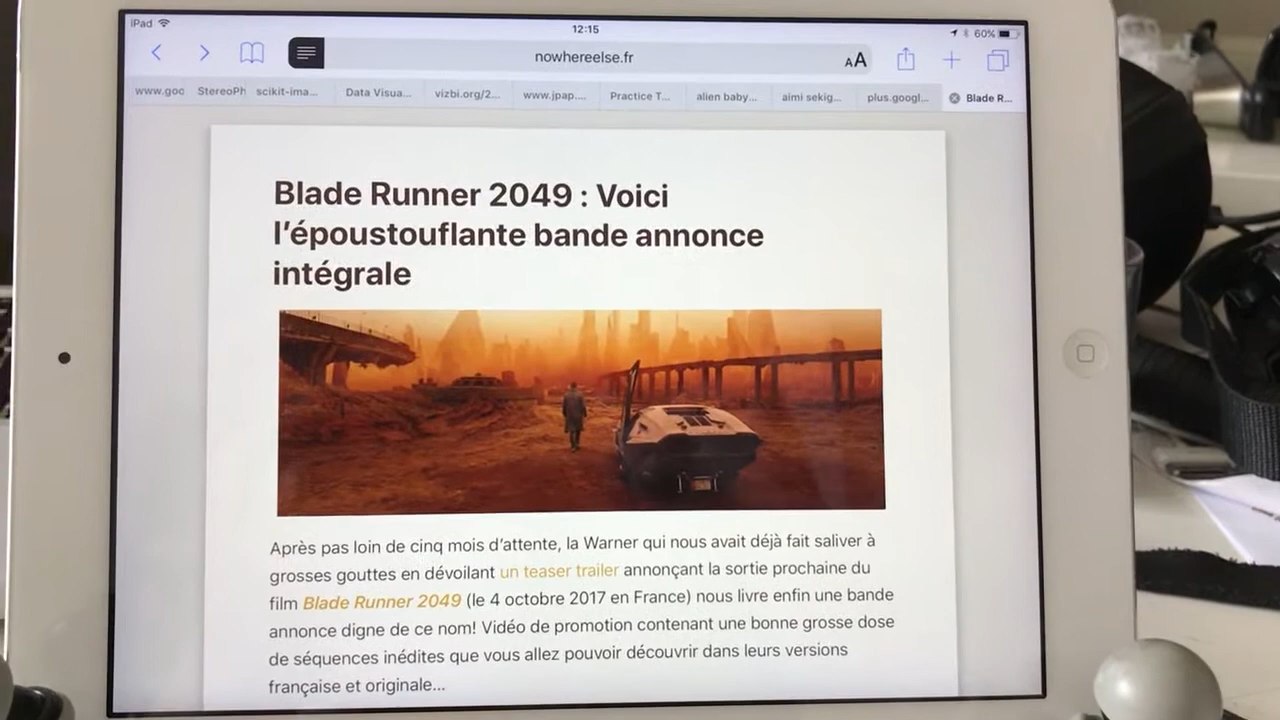 iPad
12:15
60%
nowhereelse.fr
AA
www.goo
StereoPh
scikit-ima...
Data Visua...
vizbi.org/2...
www.jpap....
Practice T...
alien baby...
aimi sekig...
plus.googl...
Blade R...
Blade Runner 2049 : Voici
l’époustouflante bande annonce
intégrale
Après pas loin de cinq mois d’attente, la Warner qui nous avait déjà fait saliver à
grosses gouttes en dévoilant un teaser trailer annonçant la sortie prochaine du
film Blade Runner 2049 (le 4 octobre 2017 en France) nous livre enfin une bande
annonce digne de ce nom! Vidéo de promotion contenant une bonne grosse dose
de séquences inédites que vous allez pouvoir découvrir dans leurs versions
française et originale...